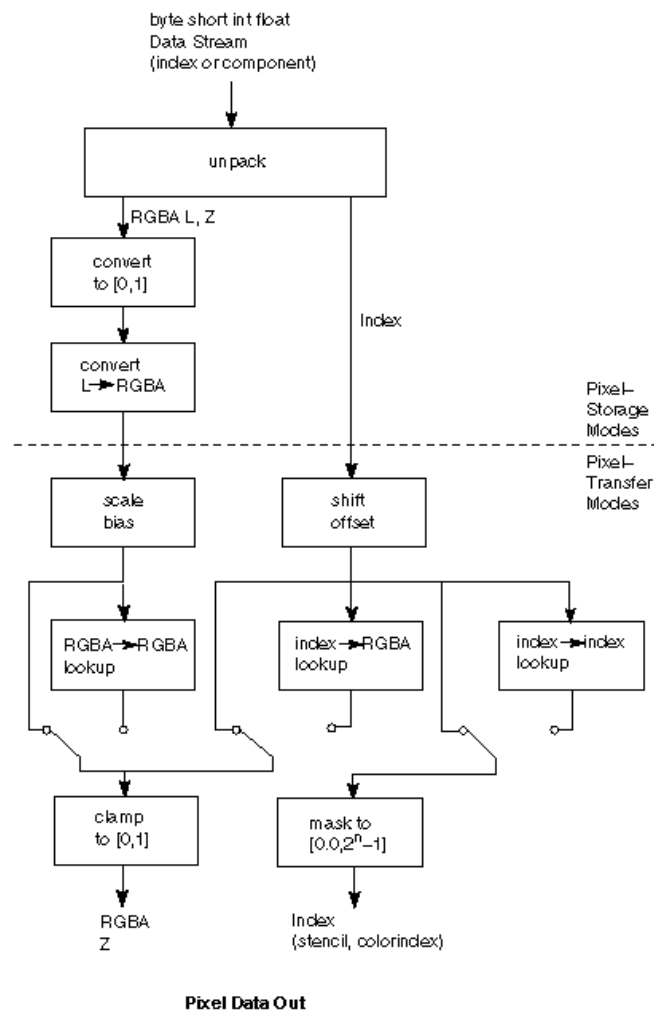 byte short int float
Data Stream
(index or component)
unpack
RGBA L, Z
convert
to [0,1]
Index
convert
L→RGBA
Pixel–
Storage
Modes
Pixel–
Transfer
Modes
scale
bias
shift
offset
RGBA→RGBA
lookup
index→RGBA
lookup
index→index
lookup
clamp
to [0,1]
mask to
[0.0,2ⁿ–1]
RGBA
Z
Index
(stencil, colorindex)
Pixel Data Out